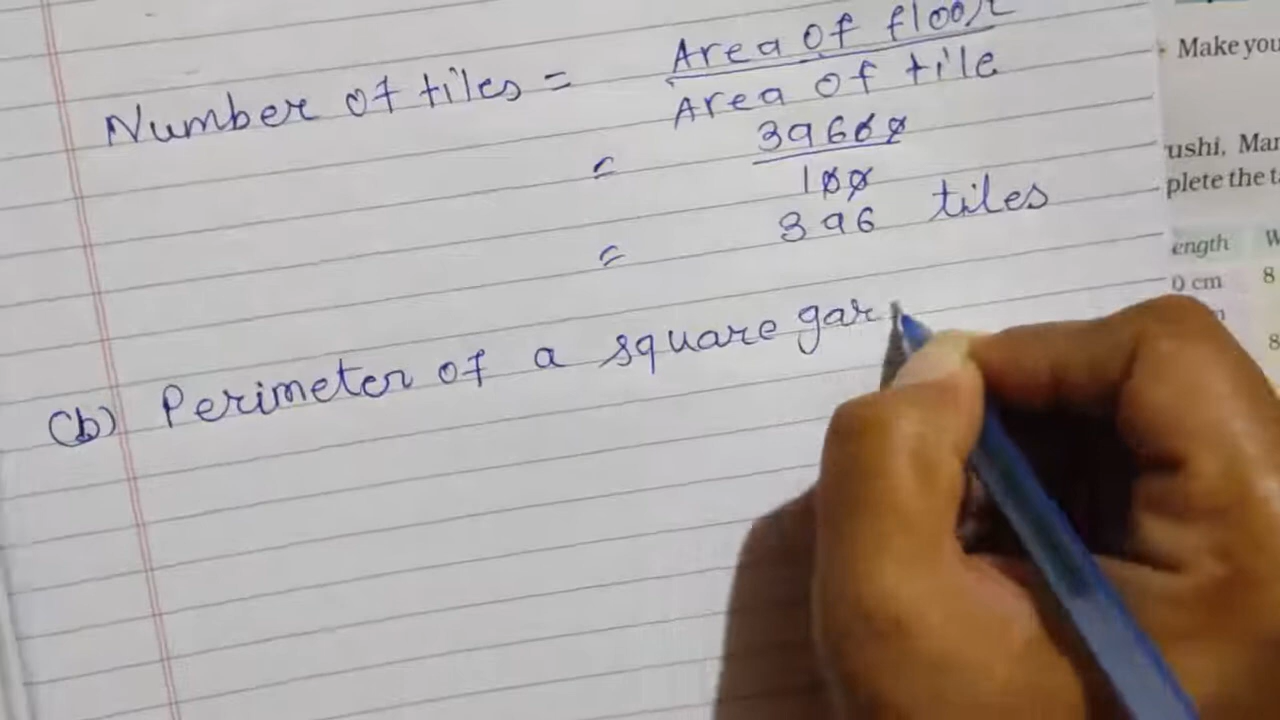 Number of tiles = Area of floor
Area of tile
= 39600
100
= 396 tiles
(b) Perimeter of a square gar
Make you
ushi, Mar
plete the t
ength W
0 cm 8
8